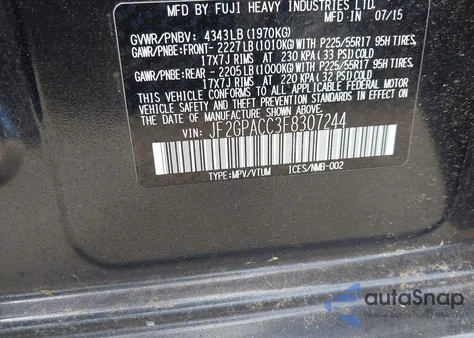 MFD BY FUJI HEAVY INDUSTRIES LTD.
MFD IN 07/15
GVWR/PNBV: 4343LB(1970KG)
GAWR/PNBE:FRONT-2227LB(1010KG)WITH P225/55R17 95H TIRES,
17X7J RIMS AT 230 KPA(33 PSI)COLD
GAWR/PNBE:REAR -2205LB(1000KG)WITH P225/55R17 95H TIRES,
17X7J RIMS AT 220 KPA(32 PSI)COLD
THIS VEHICLE CONFORMS TO ALL APPLICABLE FEDERAL MOTOR
VEHICLE SAFETY STANDARDS IN EFFECT ON THE DATE OF
MANUFACTURE SHOWN ABOVE.
VIN: JF2GPACC3F8307244
TYPE:MPV/VTUM ICES/NMB-002
autoSnap